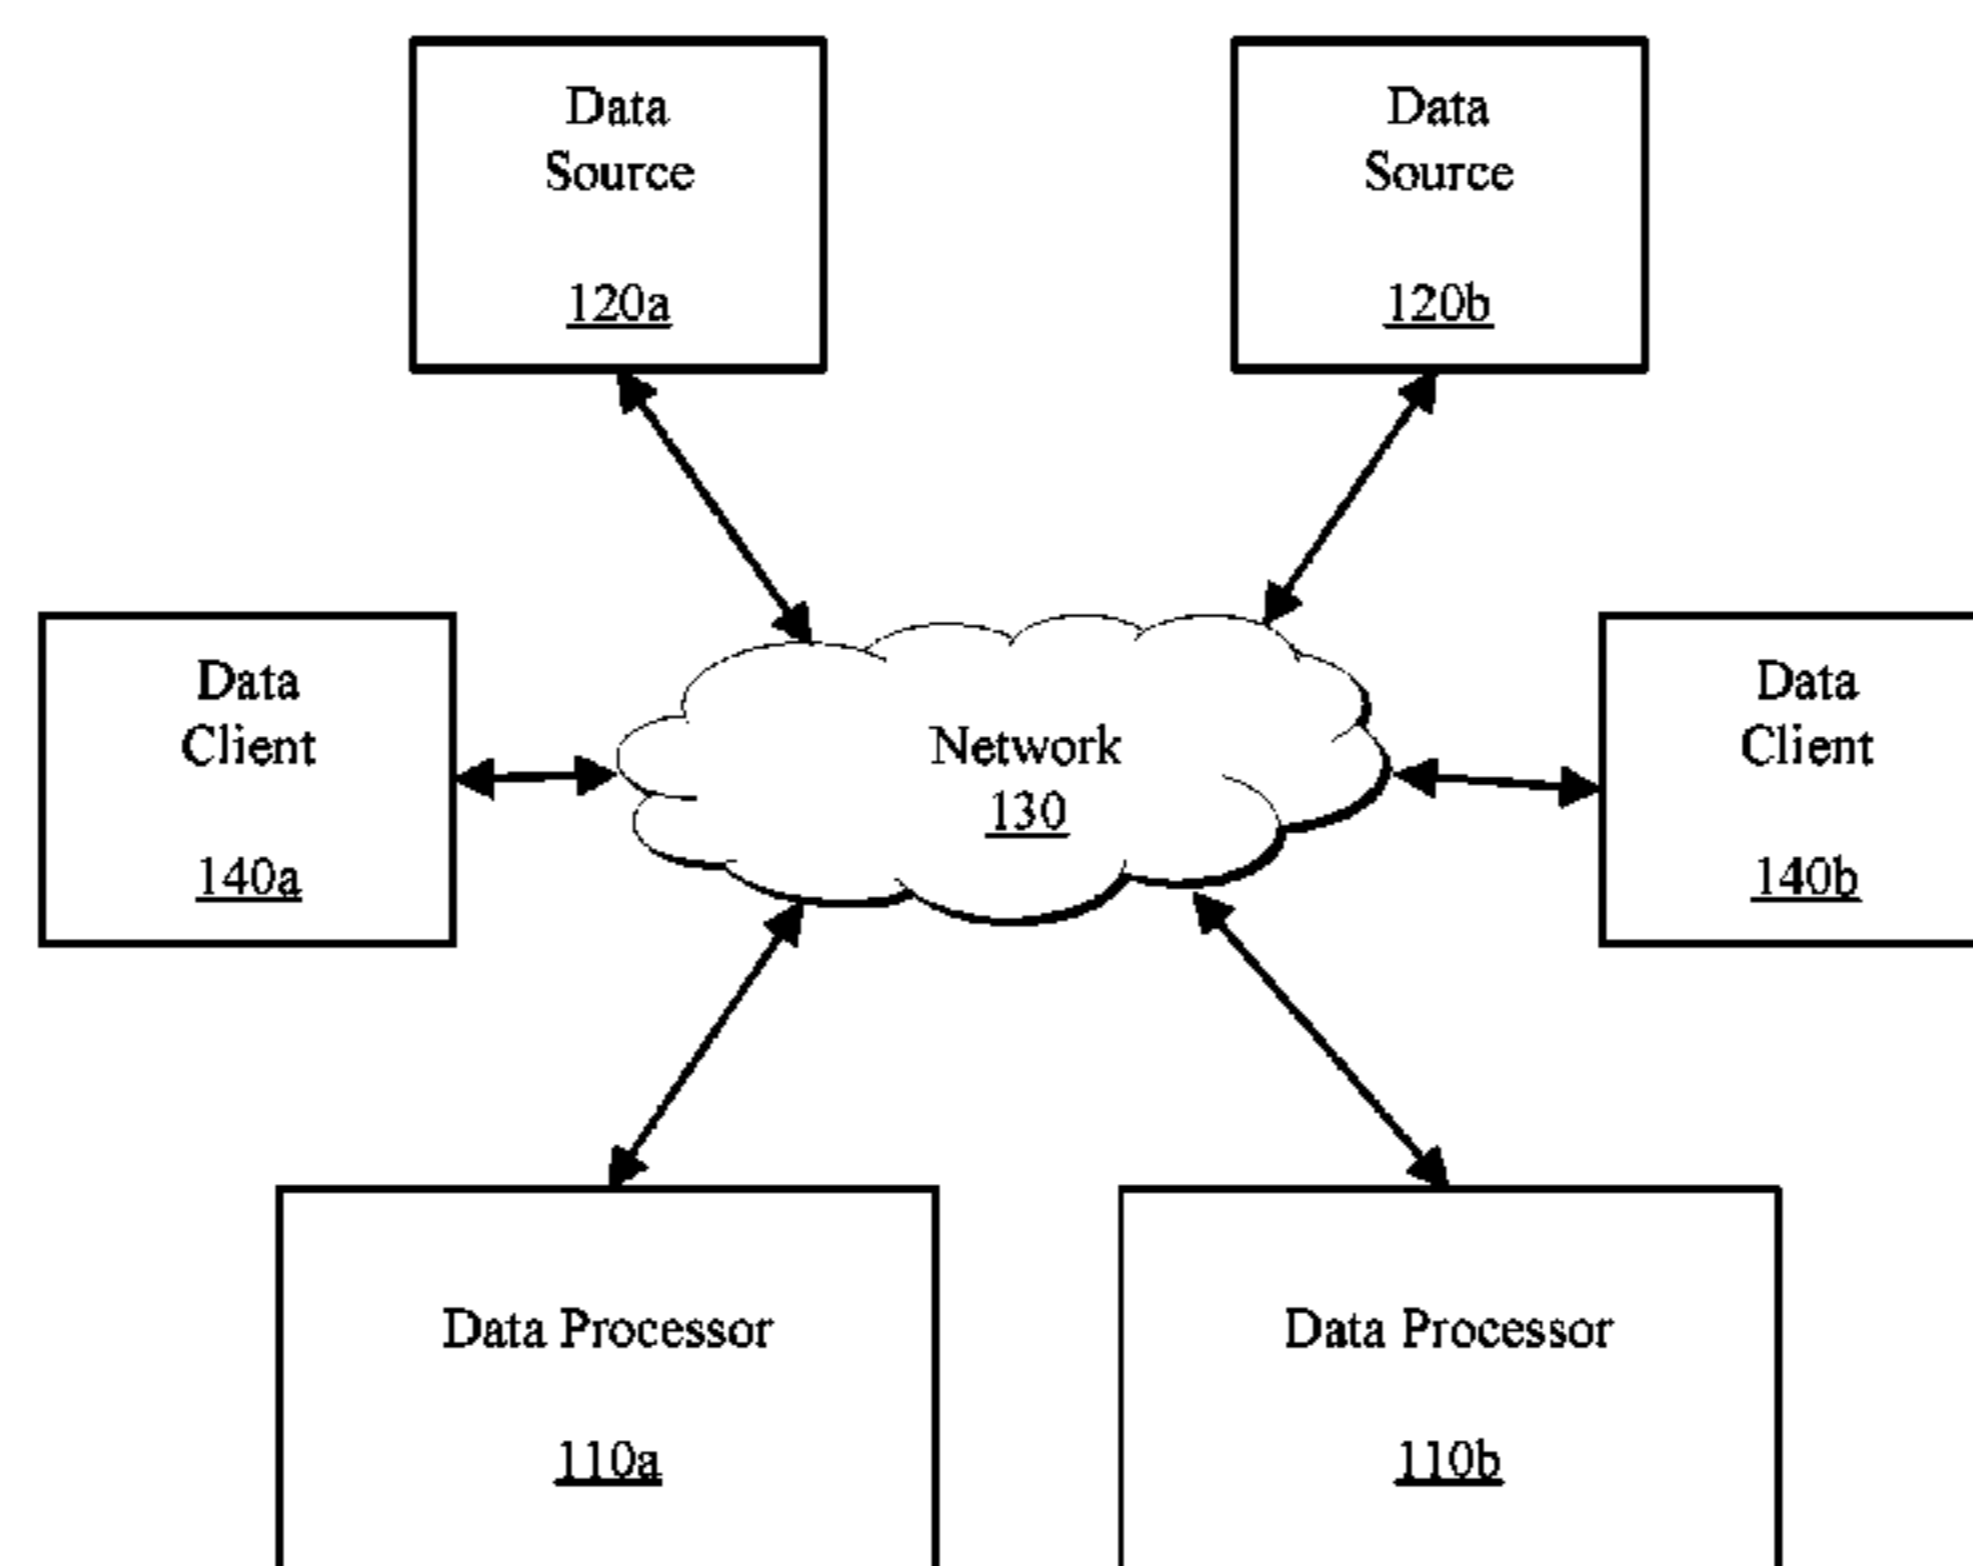 Data
Source
120a
Data
Source
120b
Data
Client
140a
Network
130
Data
Client
140b
Data Processor
110a
Data Processor
110b